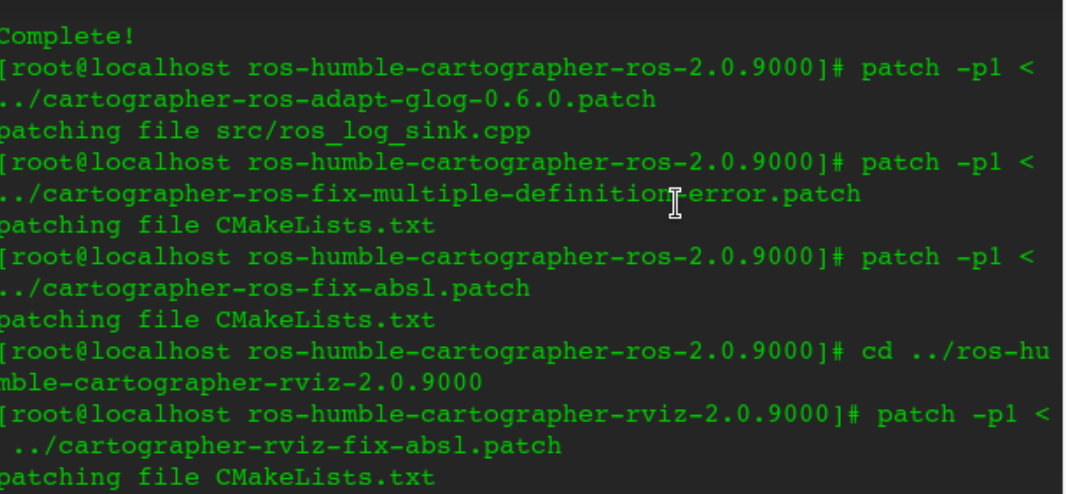 Complete!
[root@localhost ros-humble-cartographer-ros-2.0.9000]# patch -p1 <
../cartographer-ros-adapt-glog-0.6.0.patch
patching file src/ros_log_sink.cpp
[root@localhost ros-humble-cartographer-ros-2.0.9000]# patch -p1 <
../cartographer-ros-fix-multiple-definition-error.patch
patching file CMakeLists.txt
[root@localhost ros-humble-cartographer-ros-2.0.9000]# patch -p1 <
../cartographer-ros-fix-absl.patch
patching file CMakeLists.txt
[root@localhost ros-humble-cartographer-ros-2.0.9000]# cd ../ros-hu
mble-cartographer-rviz-2.0.9000
[root@localhost ros-humble-cartographer-rviz-2.0.9000]# patch -p1 <
../cartographer-rviz-fix-absl.patch
patching file CMakeLists.txt